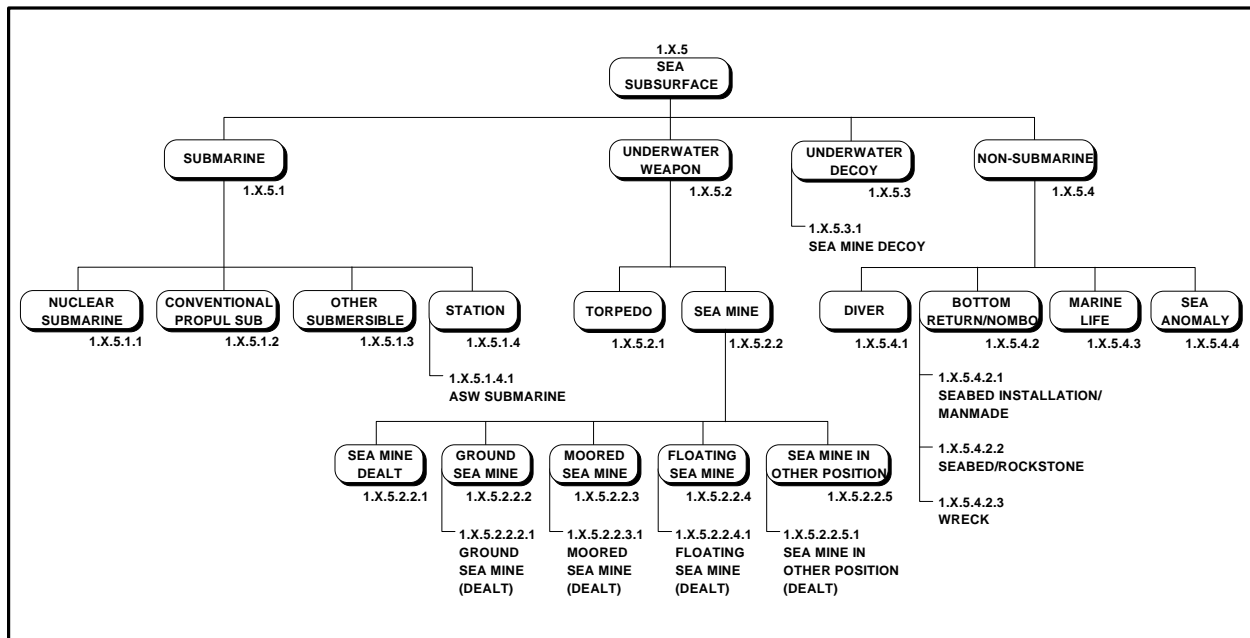 1.X.5
SEA
SUBSURFACE
SUBMARINE
1.X.5.1
UNDERWATER
WEAPON
1.X.5.2
UNDERWATER
DECOY
1.X.5.3
1.X.5.3.1
SEA MINE DECOY
NON-SUBMARINE
1.X.5.4
NUCLEAR
SUBMARINE
1.X.5.1.1
CONVENTIONAL
PROPUL SUB
1.X.5.1.2
OTHER
SUBMERSIBLE
1.X.5.1.3
STATION
1.X.5.1.4
1.X.5.1.4.1
ASW SUBMARINE
TORPEDO
1.X.5.2.1
SEA MINE
1.X.5.2.2
DIVER
1.X.5.4.1
BOTTOM
RETURN/NOMBO
1.X.5.4.2
MARINE
LIFE
1.X.5.4.3
SEA
ANOMALY
1.X.5.4.4
1.X.5.4.2.1
SEABED INSTALLATION/
MANMADE
1.X.5.4.2.2
SEABED/ROCKSTONE
1.X.5.4.2.3
WRECK
SEA MINE
DEALT
1.X.5.2.2.1
GROUND
SEA MINE
1.X.5.2.2.2
MOORED
SEA MINE
1.X.5.2.2.3
FLOATING
SEA MINE
1.X.5.2.2.4
SEA MINE IN
OTHER POSITION
1.X.5.2.2.5
1.X.5.2.2.2.1
GROUND
SEA MINE
(DEALT)
1.X.5.2.2.3.1
MOORED
SEA MINE
(DEALT)
1.X.5.2.2.4.1
FLOATING
SEA MINE
(DEALT)
1.X.5.2.2.5.1
SEA MINE IN
OTHER POSITION
(DEALT)